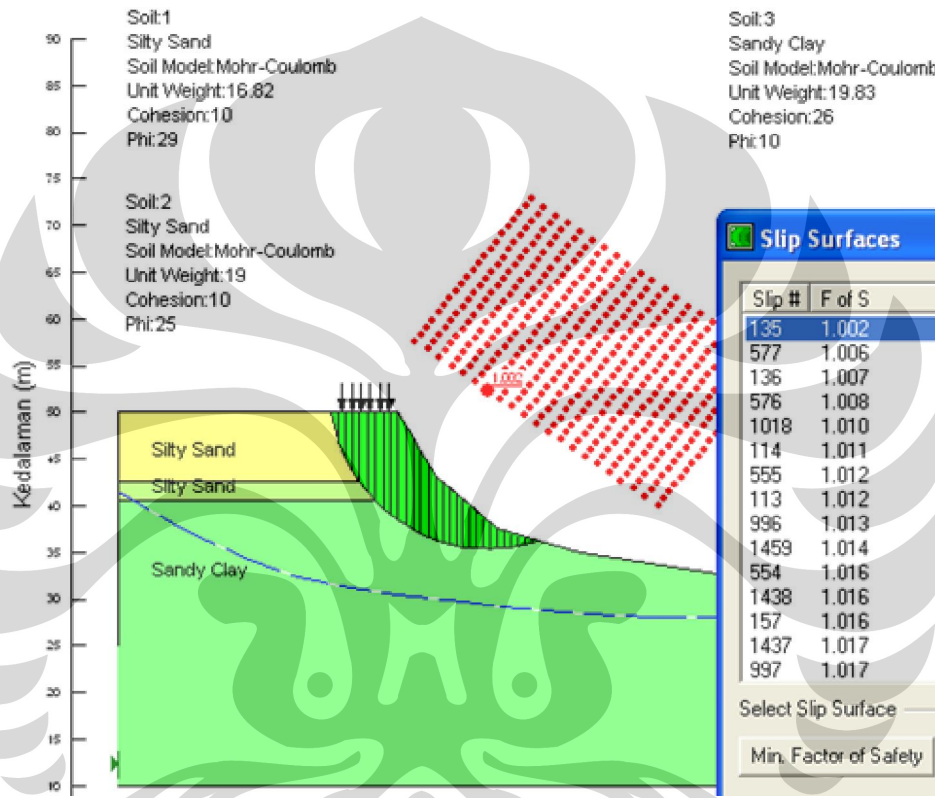 Soil:1
Silty Sand
Soil Model:Mohr-Coulomb
Unit Weight:16.82
Cohesion:10
Phi:29
Soil:2
Silty Sand
Soil Model:Mohr-Coulomb
Unit Weight:19
Cohesion:10
Phi:25
Soil:3
Sandy Clay
Soil Model:Mohr-Coulomb
Unit Weight:19.83
Cohesion:26
Phi:10
Kedalaman (m)
90
85
80
75
70
65
60
55
50
45
40
35
30
25
20
15
10
1.002
Silty Sand
Silty Sand
Sandy Clay
Slip Surfaces
Slip # F of S
135 1.002
577 1.006
136 1.007
576 1.008
1018 1.010
114 1.011
555 1.012
113 1.012
996 1.013
1459 1.014
554 1.016
1438 1.016
157 1.016
1437 1.017
997 1.017
Select Slip Surface
Min. Factor of Safety